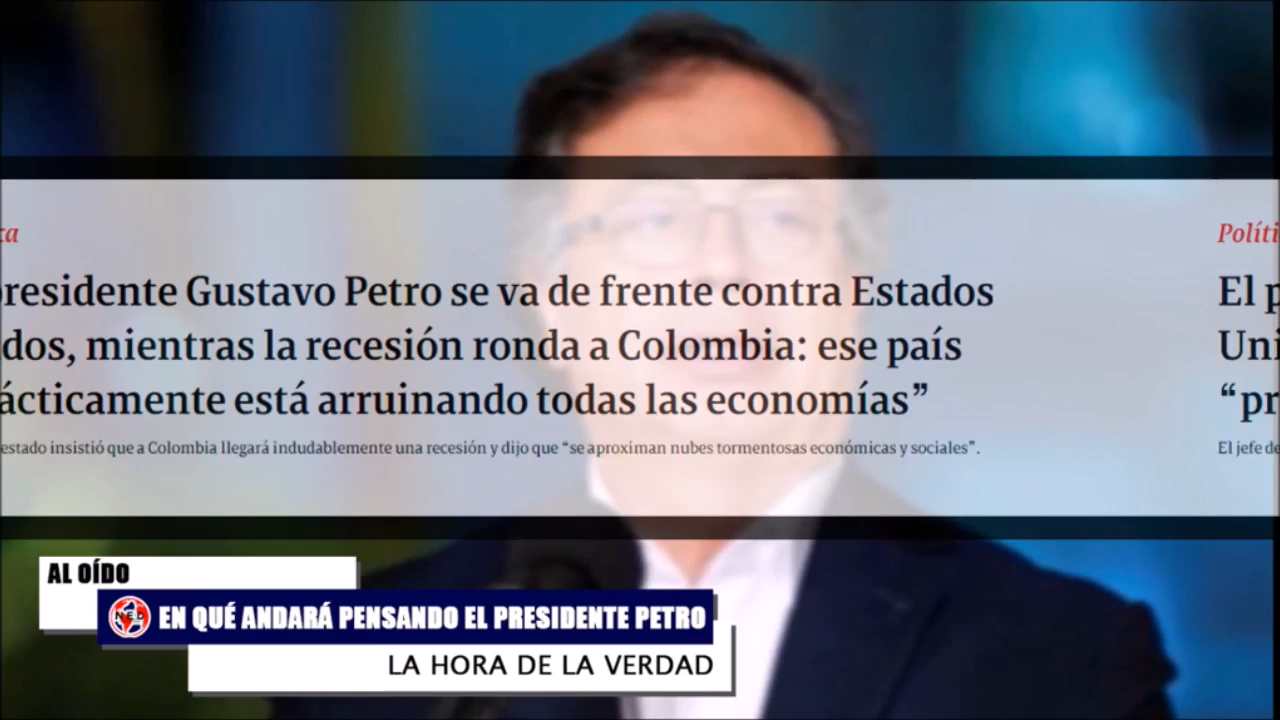 ca
residente Gustavo Petro se va de frente contra Estados
dos, mientras la recesión ronda a Colombia: ese país
ácticamente está arruinando todas las economías”
estado insistió que a Colombia llegará indudablemente una recesión y dijo que “se aproximan nubes tormentosas económicas y sociales”.
Políti
El p
Uni
“pr
El jefe de
AL OÍDO
EN QUÉ ANDARÁ PENSANDO EL PRESIDENTE PETRO
LA HORA DE LA VERDAD